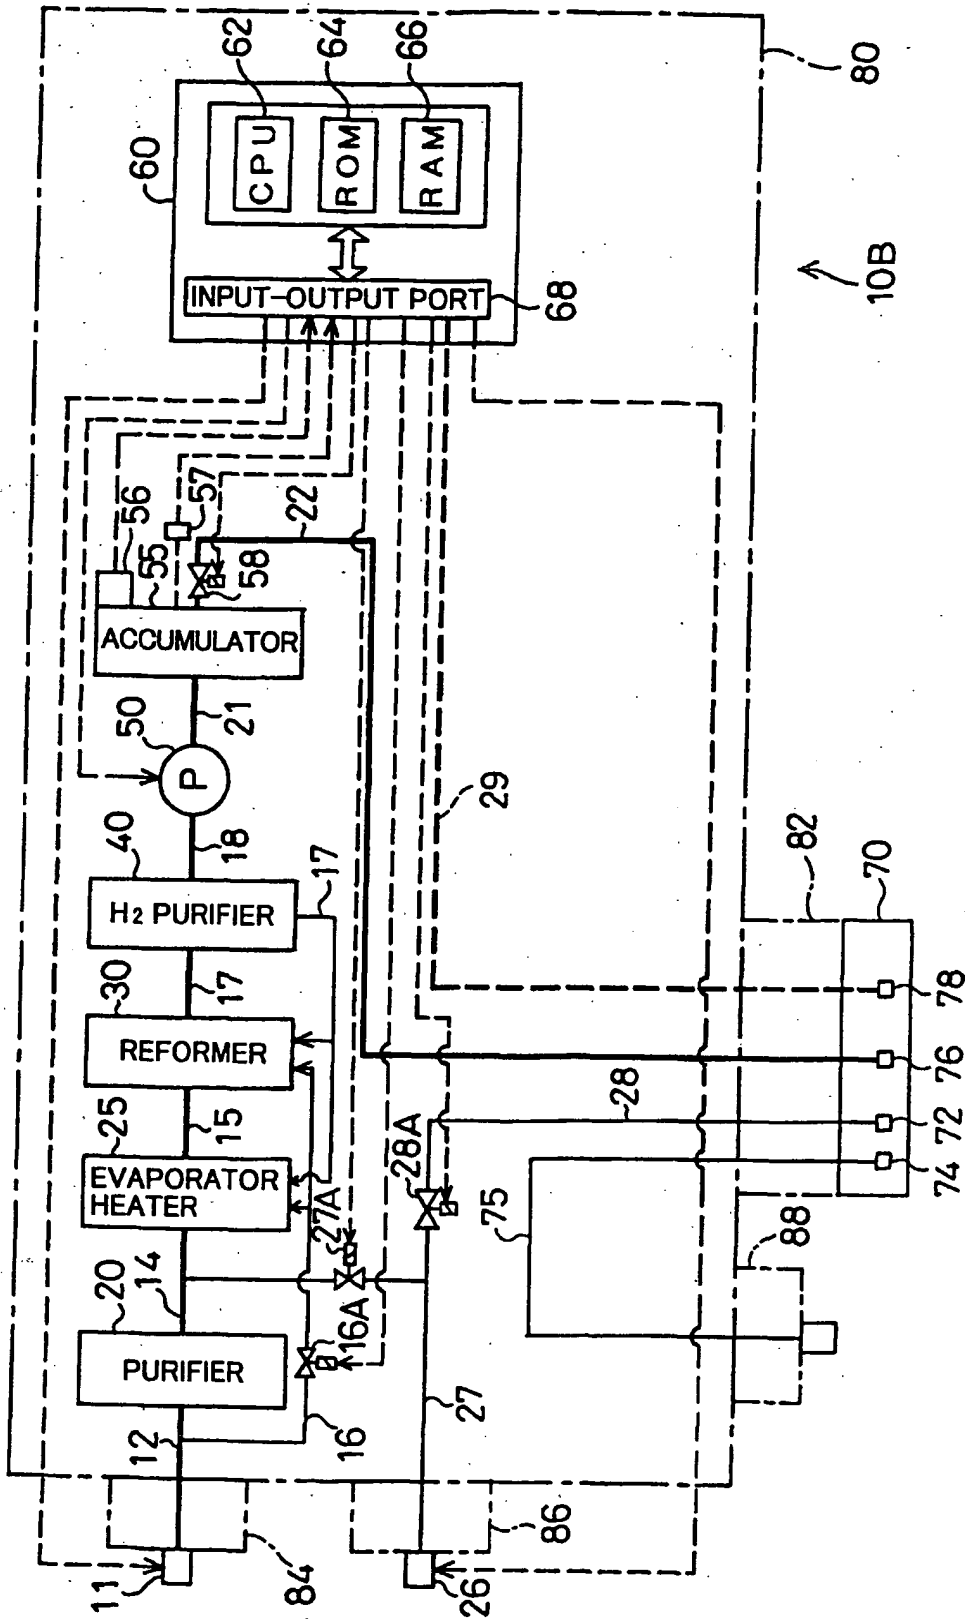 62
64
66
80
60
CPU
ROM
RAM
INPUT-OUTPUT PORT
68
10B
56
57
55
22
58
ACCUMULATOR
50
21
P
29
40
18
H2 PURIFIER
17
82
70
30
17
REFORMER
78
76
25
15
28
72
EVAPORATOR
HEATER
28A
74
27A
75
88
20
14
16A
PURIFIER
12
16
27
11
84
86
26